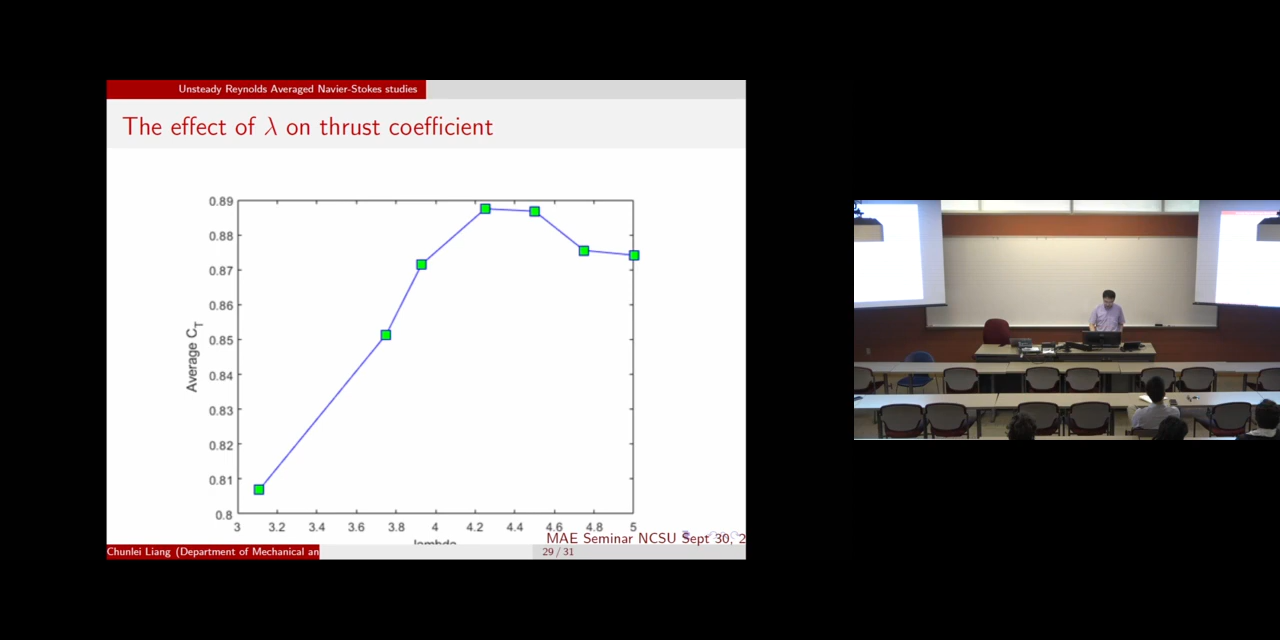 Unsteady Reynolds Averaged Navier-Stokes studies
The effect of λ on thrust coefficient
Average C_T
0.89
0.88
0.87
0.86
0.85
0.84
0.83
0.82
0.81
0.8
3 3.2 3.4 3.6 3.8 4 4.2 4.4 4.6 4.8 5
lambda
MAE Seminar NCSU Sept 30, 2
Chunlei Liang (Department of Mechanical an
29 / 31